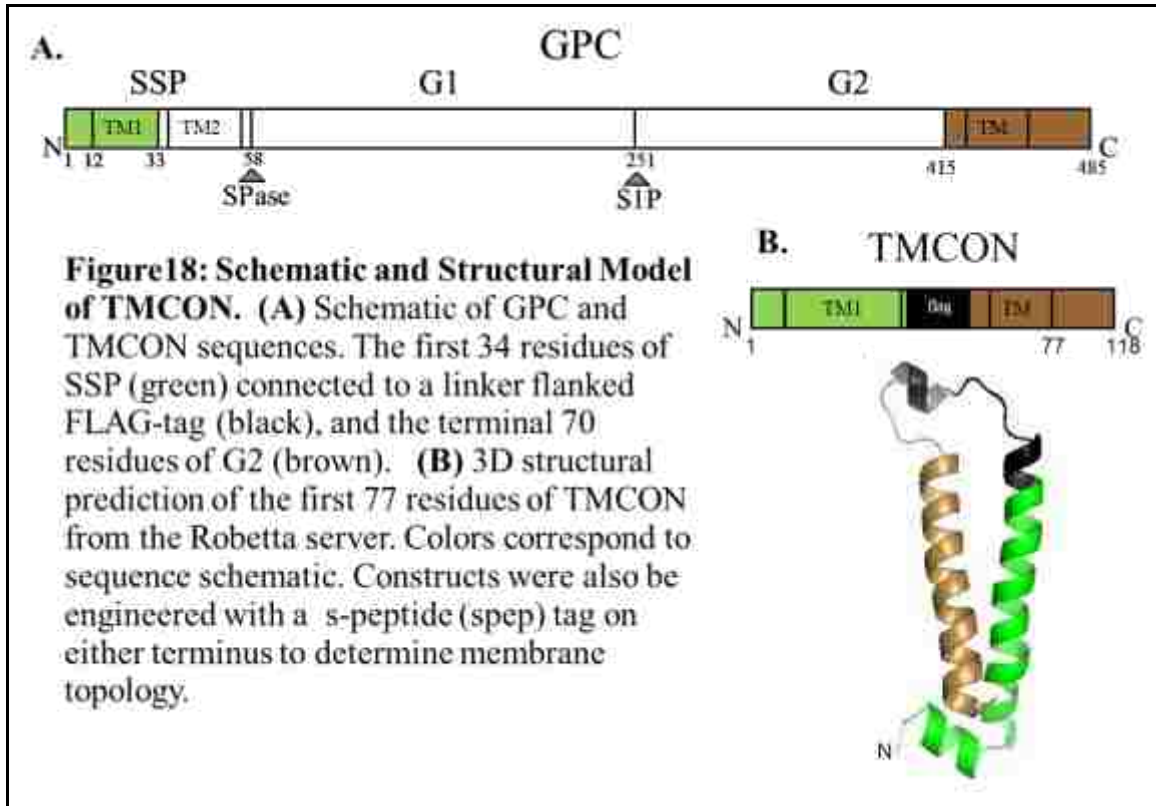 A.
GPC
SSP G1 G2
TM1 TM2 TM
N C
1 12 33 58 251 415 485
SPase S1P
Figure18: Schematic and Structural Model
of TMCON. (A) Schematic of GPC and
TMCON sequences. The first 34 residues of
SSP (green) connected to a linker flanked
FLAG-tag (black), and the terminal 70
residues of G2 (brown). (B) 3D structural
prediction of the first 77 residues of TMCON
from the Robetta server. Colors correspond to
sequence schematic. Constructs were also be
engineered with a s-peptide (spep) tag on
either terminus to determine membrane
topology.
B. TMCON
TM1 flag TM
N C
1 77 118
N